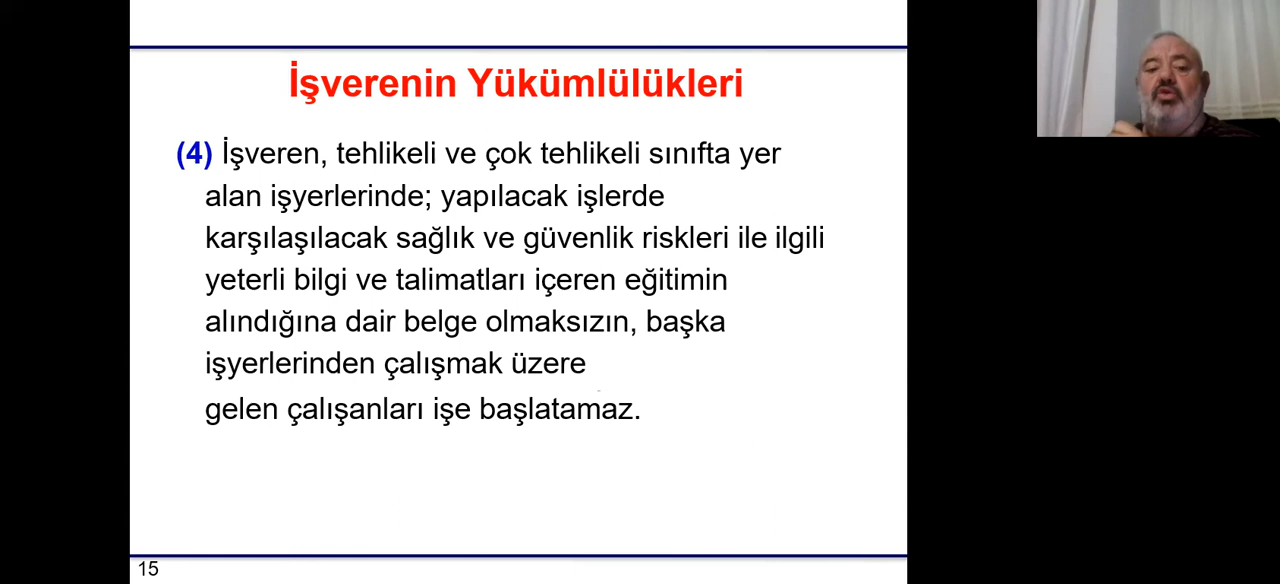 İşverenin Yükümlülükleri
(4) İşveren, tehlikeli ve çok tehlikeli sınıfta yer
alan işyerlerinde; yapılacak işlerde
karşılaşılacak sağlık ve güvenlik riskleri ile ilgili
yeterli bilgi ve talimatları içeren eğitimin
alındığına dair belge olmaksızın, başka
işyerlerinden çalışmak üzere
gelen çalışanları işe başlatamaz.
15